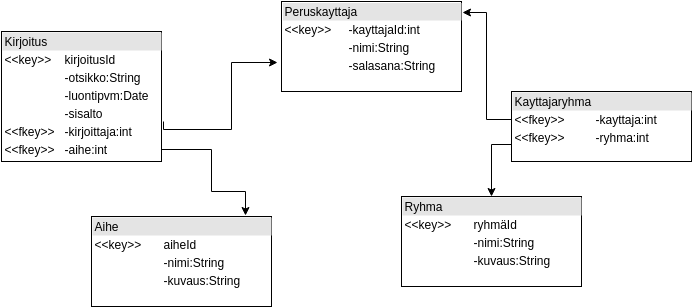 Peruskayttaja
<<key>> -kayttajaId:int
-nimi:String
-salasana:String
Kirjoitus
<<key>> kirjoitusId
-otsikko:String
-luontipvm:Date
-sisalto
<<fkey>> -kirjoittaja:int
<<fkey>> -aihe:int
Kayttajaryhma
<<fkey>> -kayttaja:int
<<fkey>> -ryhma:int
Aihe
<<key>> aiheId
-nimi:String
-kuvaus:String
Ryhma
<<key>> ryhmäId
-nimi:String
-kuvaus:String